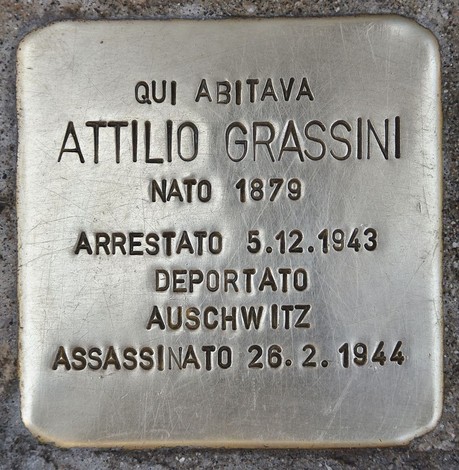 QUI ABITAVA
ATTILIO GRASSINI
NATO 1879
ARRESTATO 5.12.1943
DEPORTATO
AUSCHWITZ
ASSASSINATO 26.2.1944